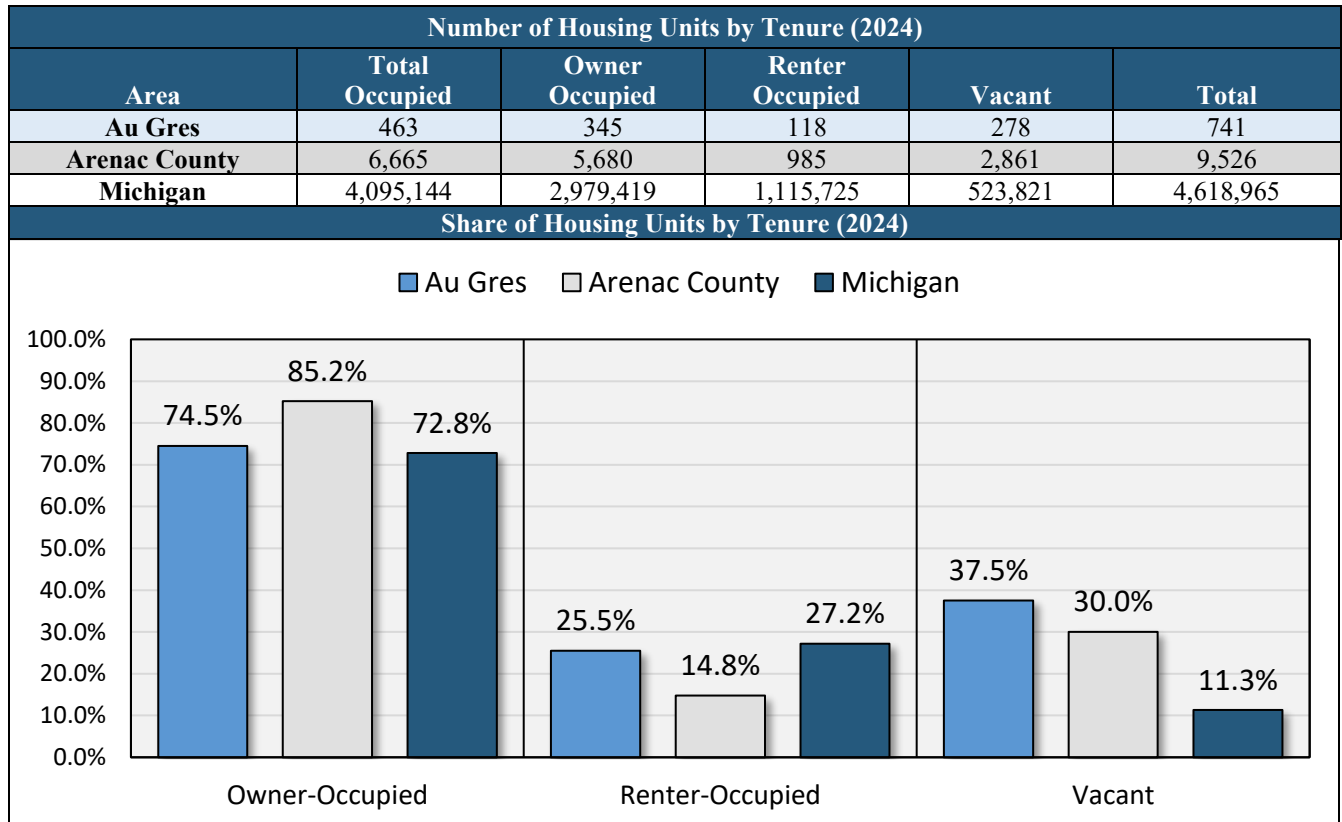 Number of Housing Units by Tenure (2024)
Area Total Occupied Owner Occupied Renter Occupied Vacant Total
Au Gres 463 345 118 278 741
Arenac County 6,665 5,680 985 2,861 9,526
Michigan 4,095,144 2,979,419 1,115,725 523,821 4,618,965
Share of Housing Units by Tenure (2024)
Au Gres Arenac County Michigan
100.0%
90.0%
80.0%
70.0%
60.0%
50.0%
40.0%
30.0%
20.0%
10.0%
0.0%
74.5% 85.2% 72.8%
25.5% 14.8% 27.2%
37.5% 30.0% 11.3%
Owner-Occupied Renter-Occupied Vacant